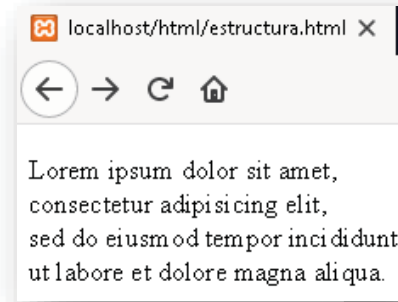 localhost/html/estructura.html
Lorem ipsum dolor sit amet,
consectetur adipisicing elit,
sed do eiusmod tempor incididunt
ut labore et dolore magna aliqua.